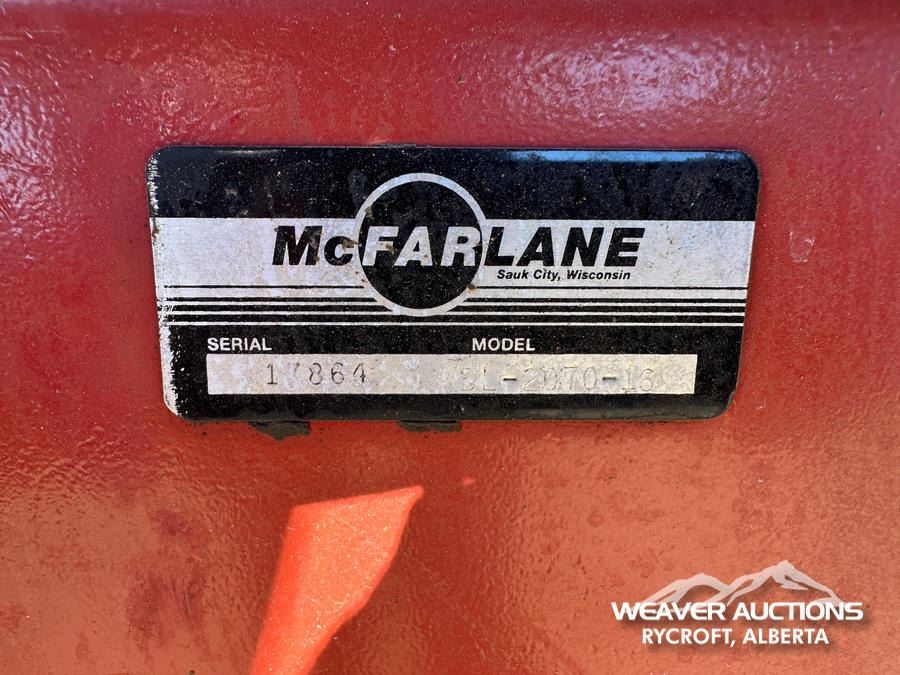 McFARLANE
Sauk City, Wisconsin
SERIAL MODEL
WEAVER AUCTIONS
RYCROFT, ALBERTA